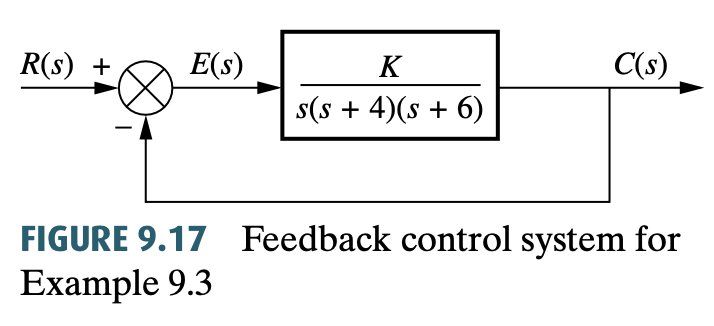 R(s) + E(s) K C(s)
s(s + 4)(s + 6)
−
FIGURE 9.17 Feedback control system for
Example 9.3